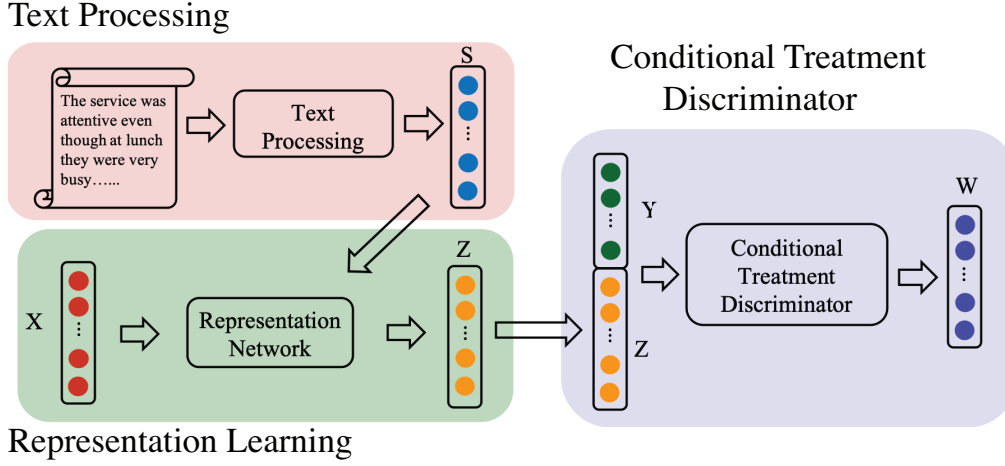 Text Processing
The service was
attentive even
though at lunch
they were very
busy…...
Text
Processing
S
Conditional Treatment
Discriminator
Y
Z
Conditional
Treatment
Discriminator
W
X
Representation
Network
Z
Representation Learning